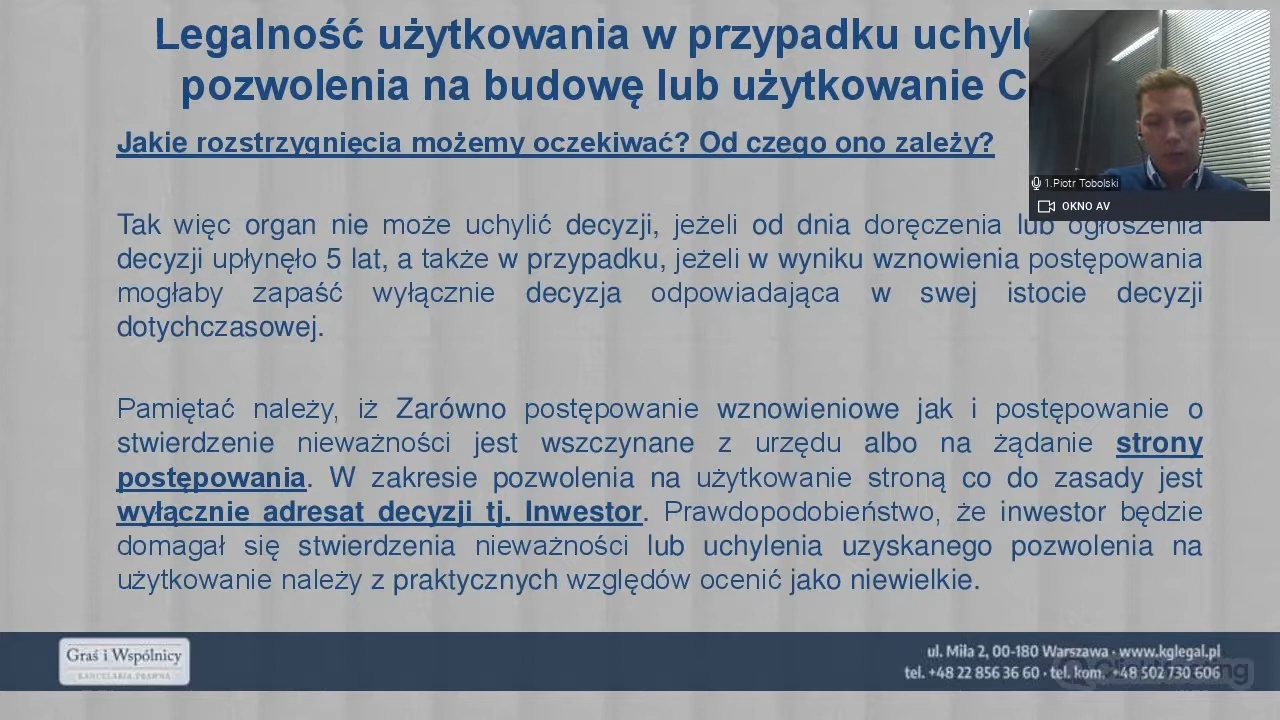 Legalność użytkowania w przypadku
pozwolenia na budowę lub użytkowanie
Jakie rozstrzygnięcia możemy oczekiwać? Od czego ono zależy?
1.Piotr Tobolski
OKNO AV
Tak więc organ nie może uchylić decyzji, jeżeli od dnia doręczenia lub ogłoszenia
decyzji upłynęło 5 lat, a także w przypadku, jeżeli w wyniku wznowienia postępowania
mogłaby zapaść wyłącznie decyzja odpowiadająca w swej istocie decyzji
dotychczasowej.
Pamiętać należy, iż Zarówno postępowanie wznowieniowe jak i postępowanie o
stwierdzenie nieważności jest wszczynane z urzędu albo na żądanie strony
postępowania. W zakresie pozwolenia na użytkowanie stroną co do zasady jest
wyłącznie adresat decyzji tj. Inwestor. Prawdopodobieństwo, że inwestor będzie
domagał się stwierdzenia nieważności lub uchylenia uzyskanego pozwolenia na
użytkowanie należy z praktycznych względów ocenić jako niewielkie.
Graś i Wspólnicy
KANCELARIA PRAWNA
ul. Miła 2, 00-180 Warszawa · www.kglegal.pl
tel. +48 22 856 36 60 · tel. kom. +48 502 730 606